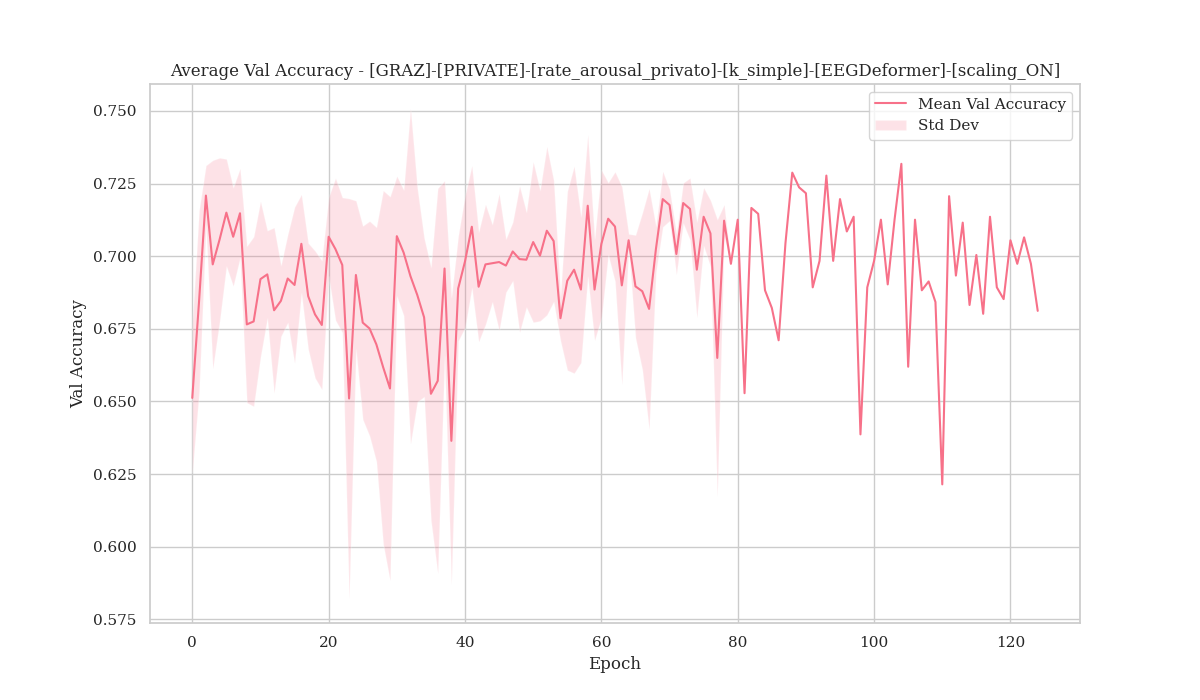 Average Val Accuracy - [GRAZ]-[PRIVATE]-[rate_arousal_privato]-[k_simple]-[EEGDeformer]-[scaling_ON]
Mean Val Accuracy
Std Dev
0.750
0.725
0.700
0.675
0.650
0.625
0.600
0.575
Val Accuracy
0 20 40 60 80 100 120
Epoch